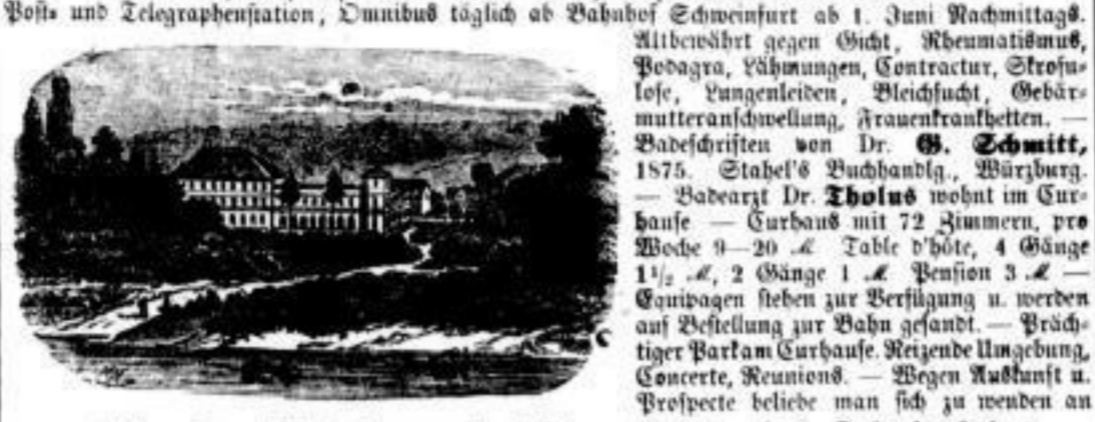 Post- und Telegraphenstation, Omnibus täglich ab Bahnhof Schweinfurt ab 1. Juni Nachmittags.
Altbewährt gegen Gicht, Rheumatismus,
Podagra, Lähmungen, Contractur, Skrofu-
lose, Lungenleiden, Bleichsucht, Gebär-
mutteranschwellung, Frauenkrankheiten. —
Badeschriften von Dr. G. Schmitt,
1875. Stahel's Buchhandlg., Würzburg.
— Badearzt Dr. Tholus wohnt im Cur-
hause — Curhaus mit 72 Zimmern, pro
Woche 9—20 ℳ Table d'hôte, 4 Gänge
1½ ℳ, 2 Gänge 1 ℳ Pension 3 ℳ —
Equipagen stehen zur Verfügung u. werden
auf Bestellung zur Bahn gesandt. — Präch-
tiger Park am Curhause. Reizende Umgebung,
Concerte, Reunions. — Wegen Auskunft u.
Prospecte beliebe man sich zu wenden an